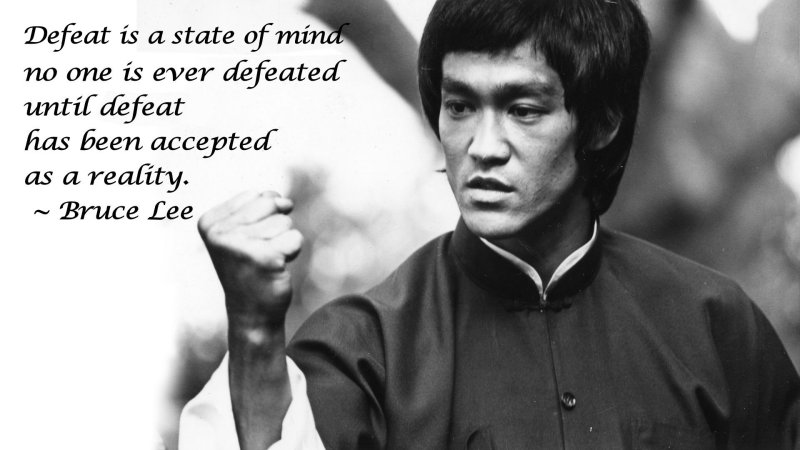 Defeat is a state of mind
no one is ever defeated
until defeat
has been accepted
as a reality.
~ Bruce Lee